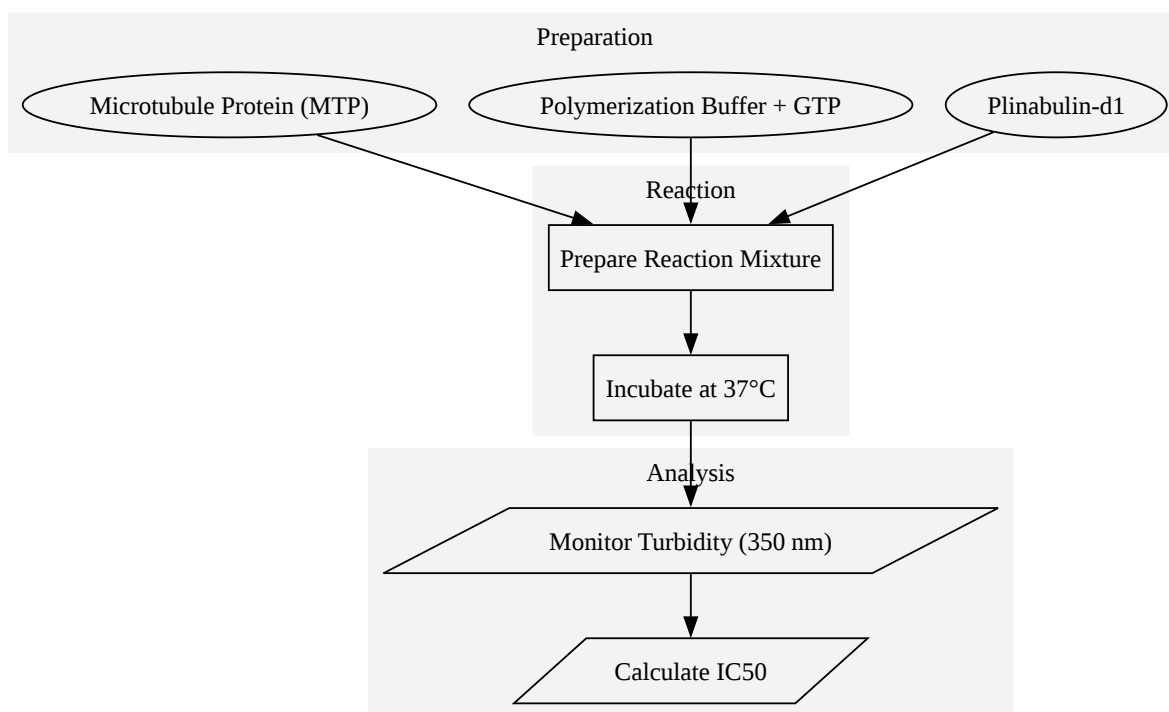 Preparation
Microtubule Protein (MTP)
Polymerization Buffer + GTP
Plinabulin-d1
Reaction
Prepare Reaction Mixture
Incubate at 37°C
Analysis
Monitor Turbidity (350 nm)
Calculate IC50